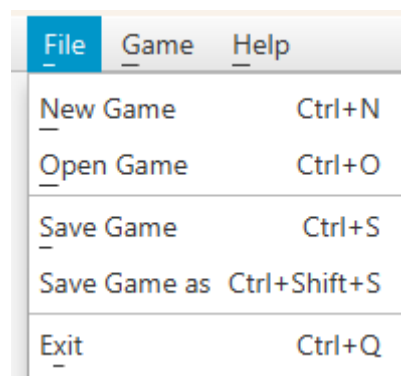 File Game Help
New Game Ctrl+N
Open Game Ctrl+O
Save Game Ctrl+S
Save Game as Ctrl+Shift+S
Exit Ctrl+Q